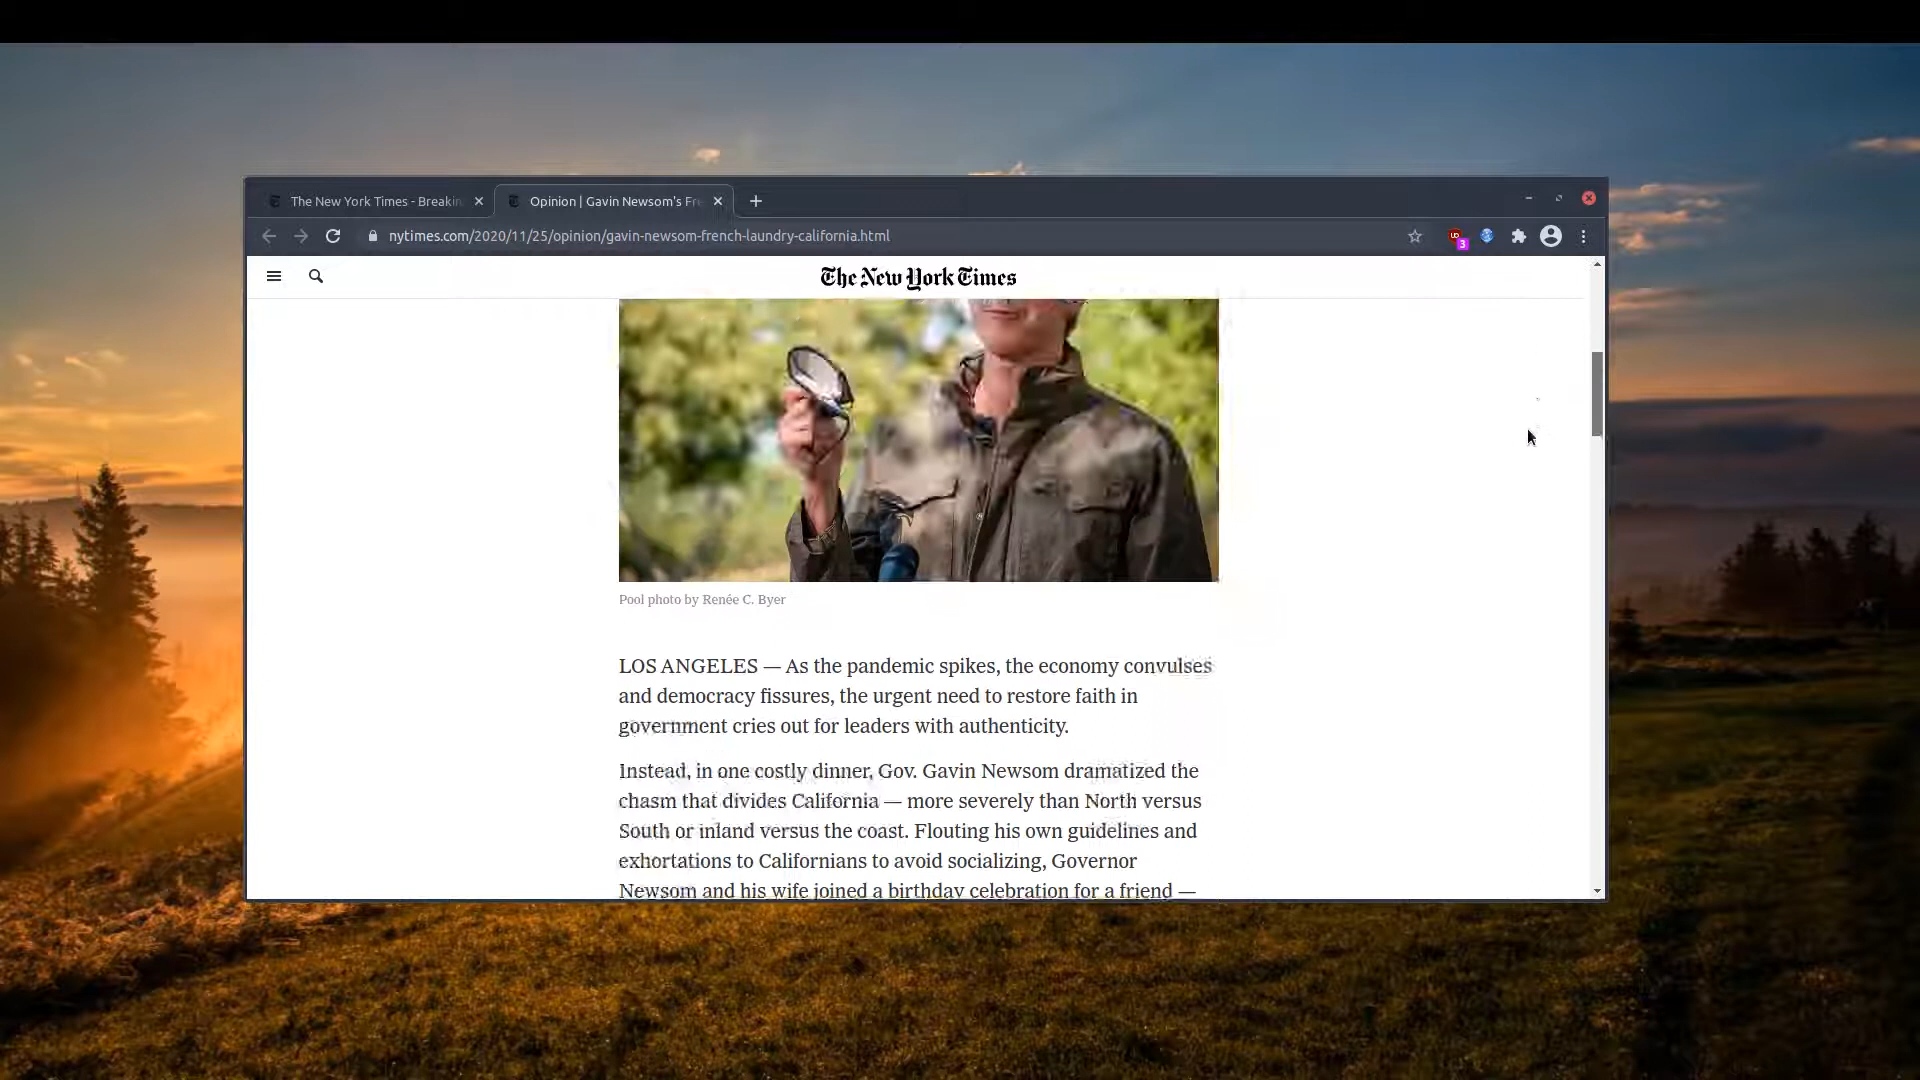 The New York Times - Breakin
Opinion | Gavin Newsom's Fr
nytimes.com/2020/11/25/opinion/gavin-newsom-french-laundry-california.html
3
The New York Times
Pool photo by Renée C. Byer
LOS ANGELES — As the pandemic spikes, the economy convulses
and democracy fissures, the urgent need to restore faith in
government cries out for leaders with authenticity.
Instead, in one costly dinner, Gov. Gavin Newsom dramatized the
chasm that divides California — more severely than North versus
South or inland versus the coast. Flouting his own guidelines and
exhortations to Californians to avoid socializing, Governor
Newsom and his wife joined a birthday celebration for a friend —